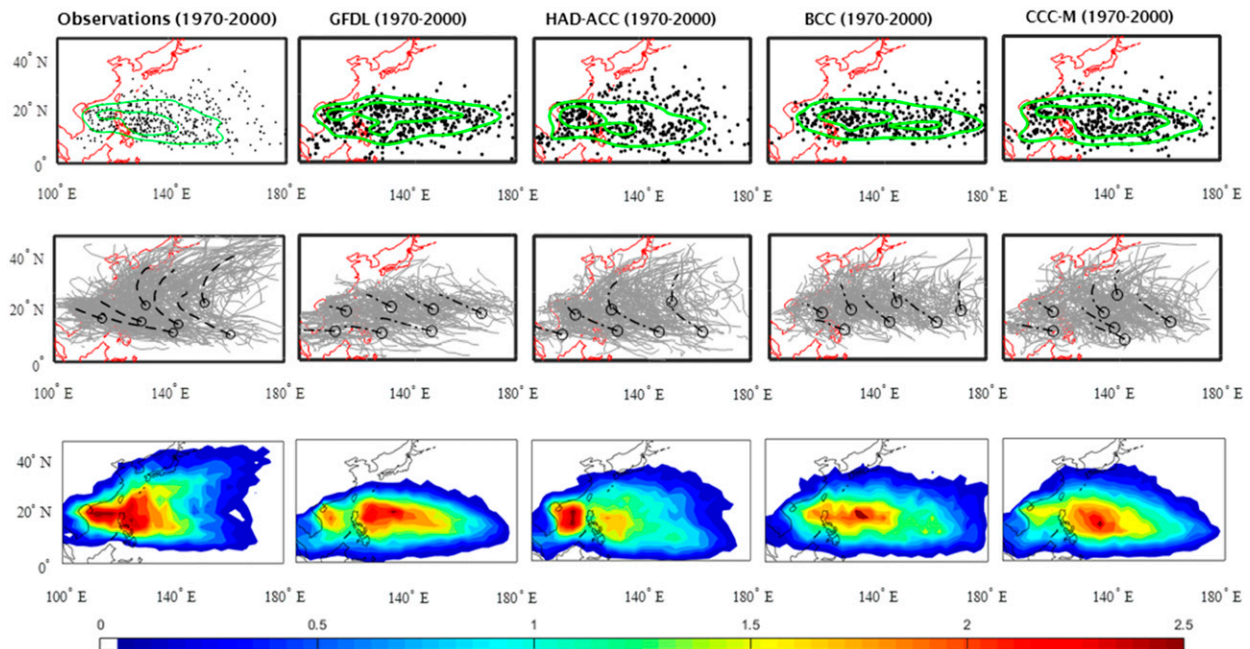 Observations (1970-2000) GFDL (1970-2000) HAD-ACC (1970-2000) BCC (1970-2000) CCC-M (1970-2000)
40° N
20° N
0°
100° E 140° E 180° E 140° E 180° E 140° E 180° E 140° E 180° E 140° E 180° E
40° N
20° N
0°
100° E 140° E 180° E 140° E 180° E 140° E 180° E 140° E 180° E 140° E 180° E
40° N
20° N
0°
100° E 140° E 180° E 140° E 180° E 140° E 180° E 140° E 180° E 140° E 180° E
0 0.5 1 1.5 2 2.5